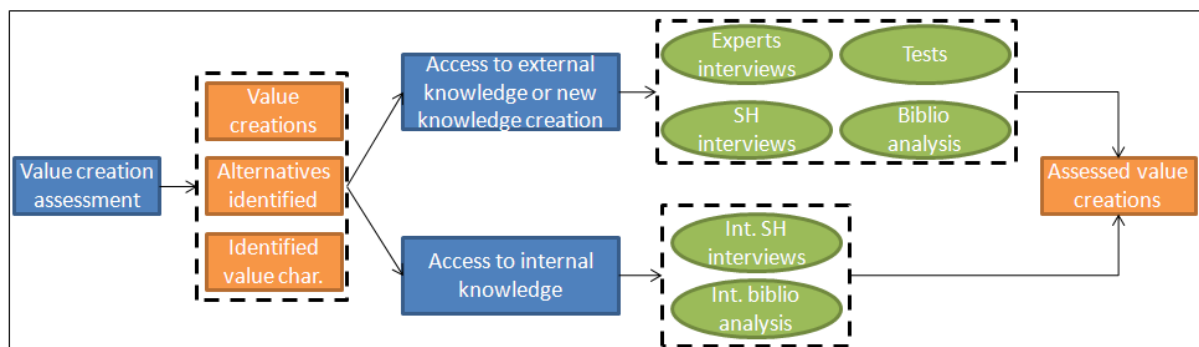 Value creation
assessment
Value
creations
Alternatives
identified
Identified
value char.
Access to external
knowledge or new
knowledge creation
Access to internal
knowledge
Experts
interviews
Tests
SH
interviews
Biblio
analysis
Int. SH
interviews
Int. biblio
analysis
Assessed value
creations